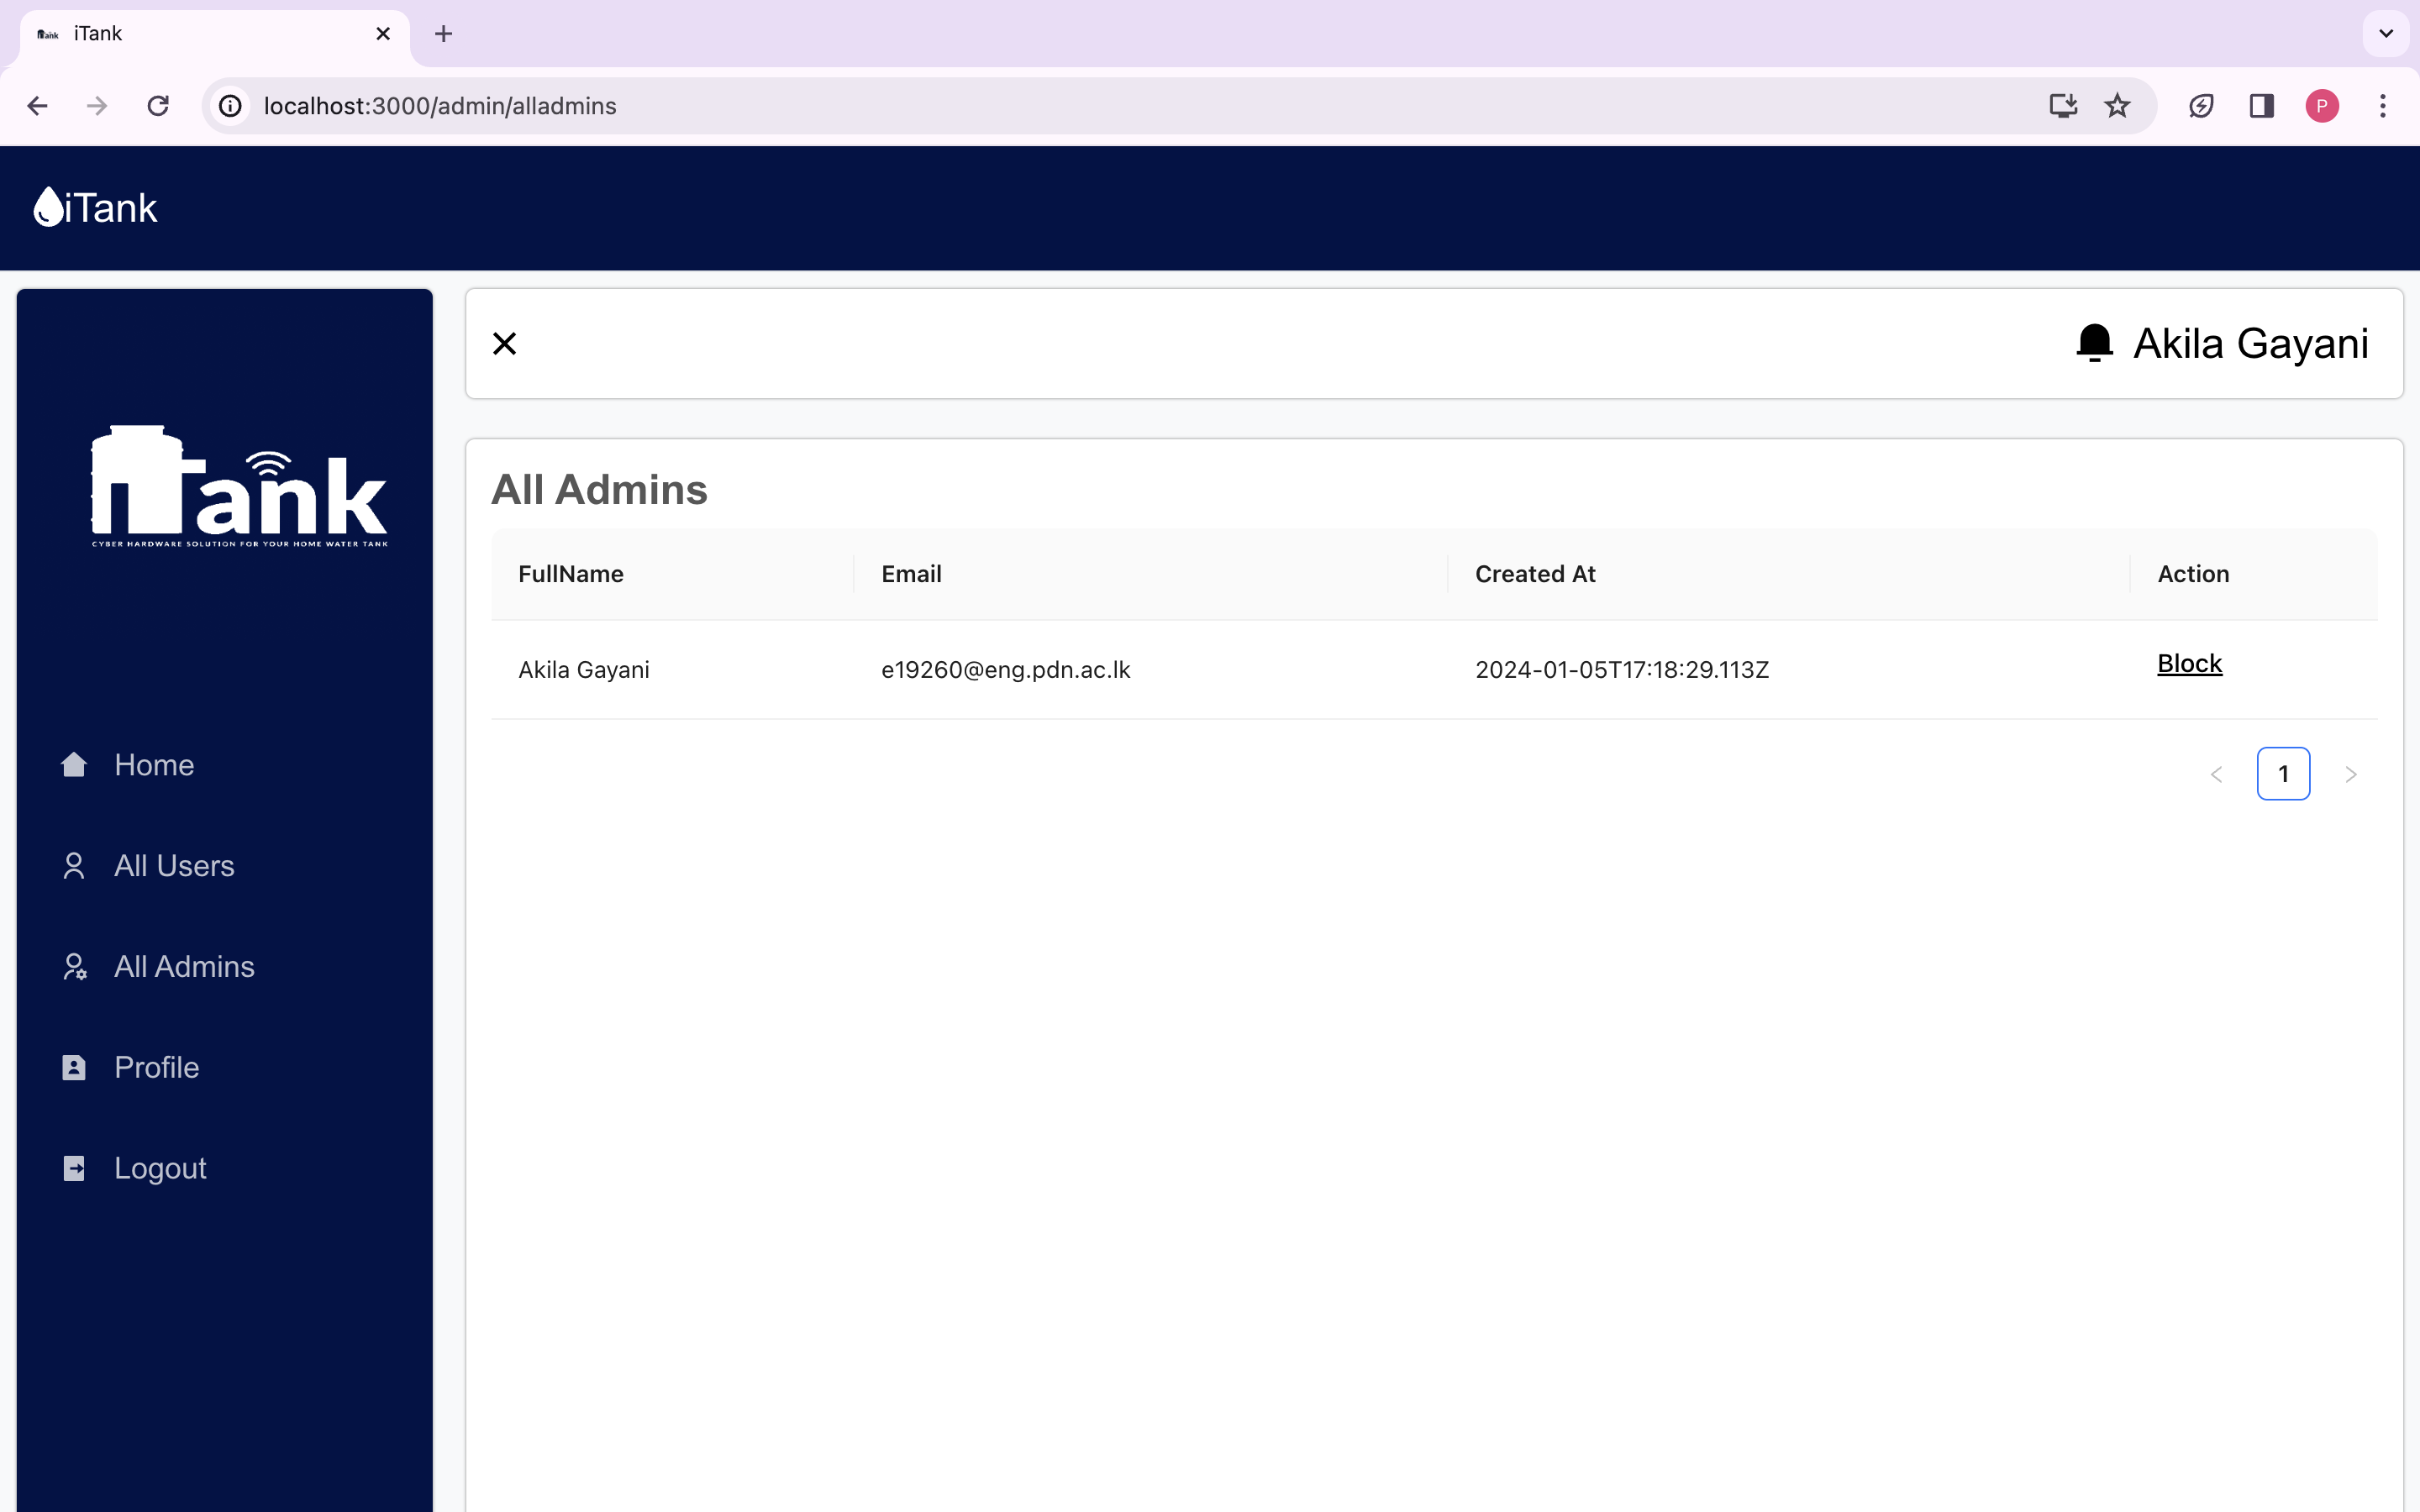 iTank
localhost:3000/admin/alladmins
P
iTank
Akila Gayani
iTank
CYBER HARDWARE SOLUTION FOR YOUR HOME WATER TANK
Home
All Users
All Admins
Profile
Logout
All Admins
FullName Email Created At Action
Akila Gayani e19260@eng.pdn.ac.lk 2024-01-05T17:18:29.113Z Block
1